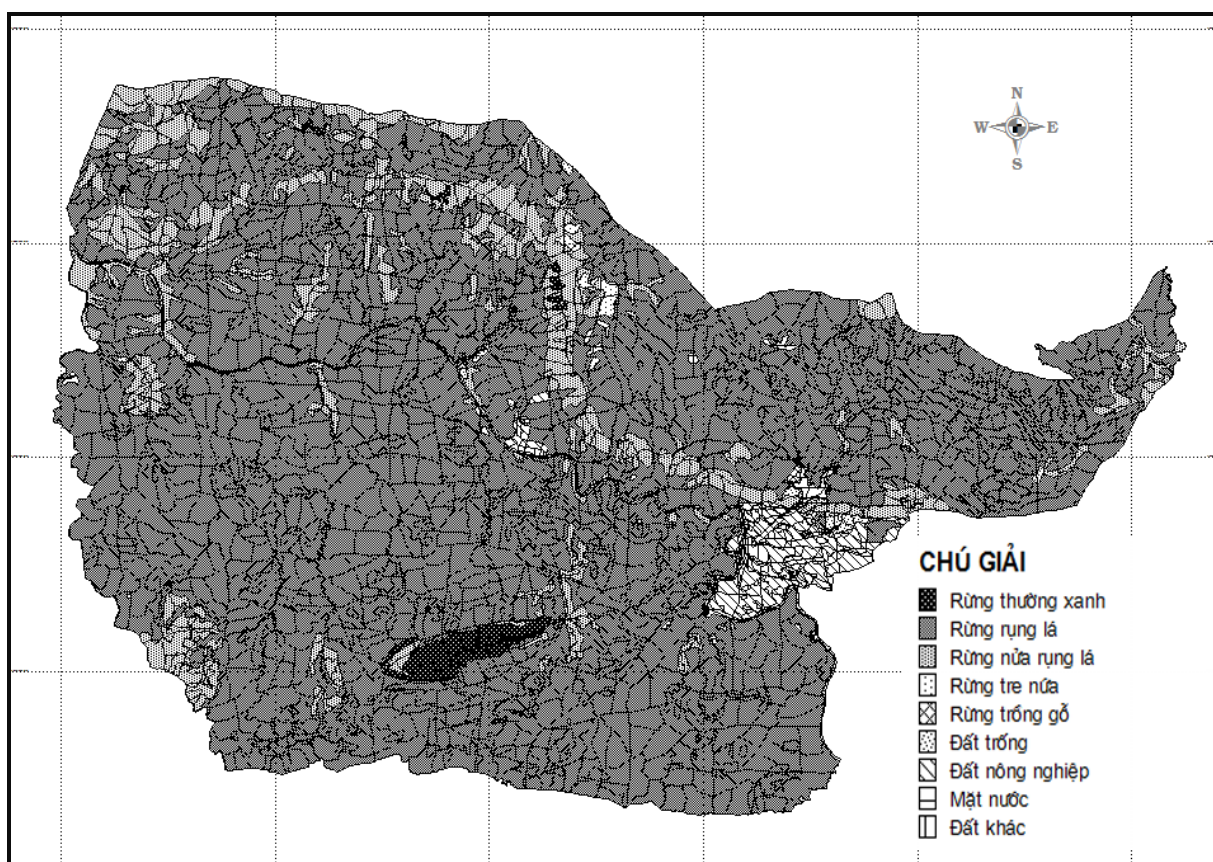 N
W E
S
CHÚ GIẢI
Rừng thường xanh
Rừng rụng lá
Rừng nửa rụng lá
Rừng tre nứa
Rừng trồng gỗ
Đất trống
Đất nông nghiệp
Mặt nước
Đất khác